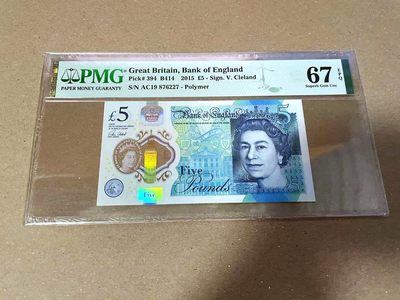 PMG
PAPER MONEY GUARANTY
Great Britain, Bank of England
Pick# 394 B414 2015 £5 - Sign. V. Cleland
S/N AC19 876227 - Polymer
67 EPQ
Superb Gem Unc
£5
Bank of England
5
Five
Pounds